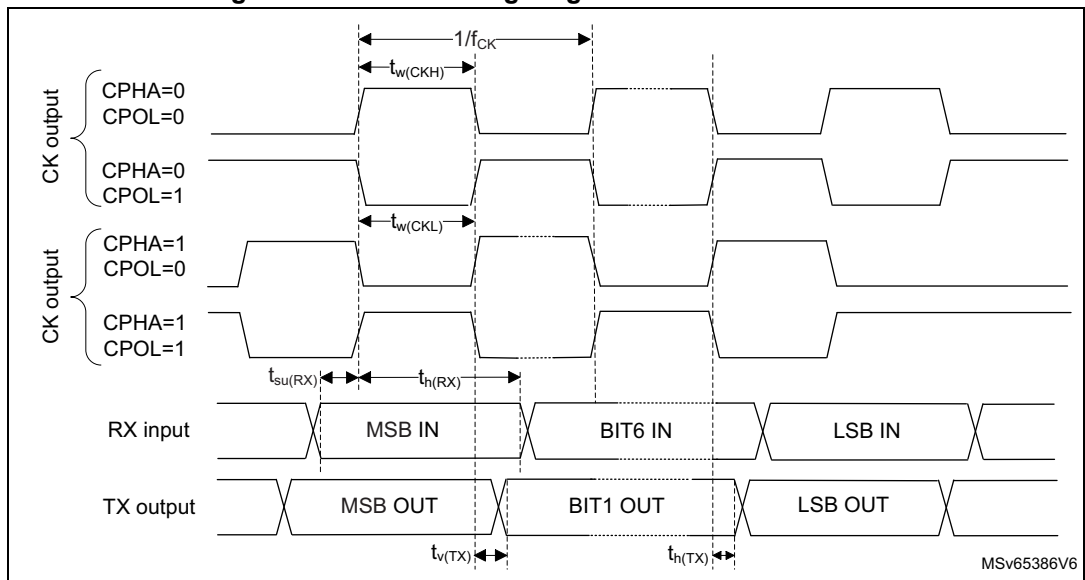 1/fCK
tw(CKH)
CK output
CPHA=0
CPOL=0
CPHA=0
CPOL=1
tw(CKL)
CK output
CPHA=1
CPOL=0
CPHA=1
CPOL=1
tsu(RX)
th(RX)
RX input
MSB IN
BIT6 IN
LSB IN
TX output
MSB OUT
BIT1 OUT
LSB OUT
tv(TX)
th(TX)
MSv65386V6